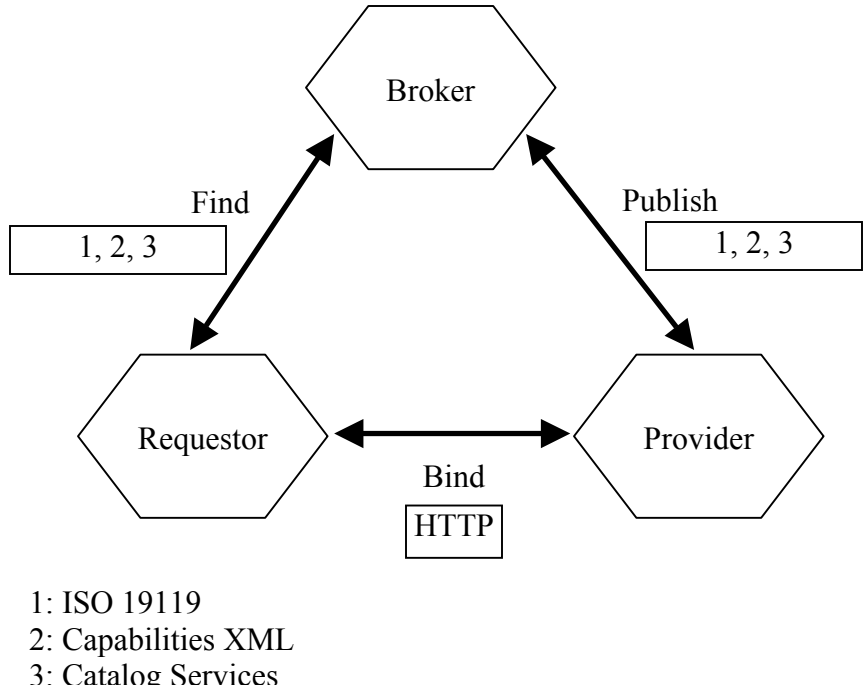 Broker
Find
Publish
1, 2, 3
1, 2, 3
Requestor
Provider
Bind
HTTP
1: ISO 19119
2: Capabilities XML
3: Catalog Services